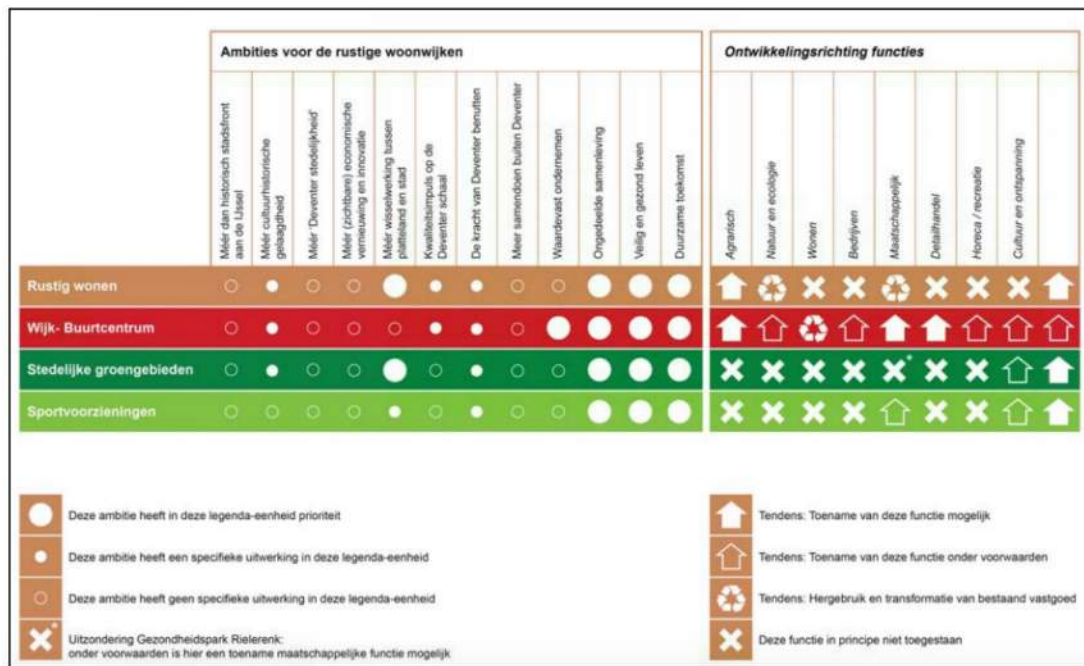 Ambities voor de rustige woonwijken
Ontwikkelingsrichting functies
Méér dan historisch stadsfront
aan de IJssel
Méér cultuurhistorische
gelaagdheid
Méér 'Deventer stedelijkheid'
Méér (zichtbare) economische
vernieuwing en innovatie
Méér wisselwerking tussen
platteland en stad
Kwaliteitsimpuls op de
Deventer schaal
De kracht van Deventer benutten
Meer samendoen buiten Deventer
Waardevast ondernemen
Ongedeelde samenleving
Veilig en gezond leven
Duurzame toekomst
Agrarisch
Natuur en ecologie
Wonen
Bedrijven
Maatschappelijk
Detailhandel
Horeca / recreatie
Cultuur en ontspanning
Rustig wonen
Wijk- Buurtcentrum
Stedelijke groengebieden
*
Sportvoorzieningen
Deze ambitie heeft in deze legenda-eenheid prioriteit
Deze ambitie heeft een specifieke uitwerking in deze legenda-eenheid
Deze ambitie heeft geen specifieke uitwerking in deze legenda-eenheid
* Uitzondering Gezondheidspark Rielerenk:
onder voorwaarden is hier een toename maatschappelijke functie mogelijk
Tendens: Toename van deze functie mogelijk
Tendens: Toename van deze functie onder voorwaarden
Tendens: Hergebruik en transformatie van bestaand vastgoed
Deze functie in principe niet toegestaan